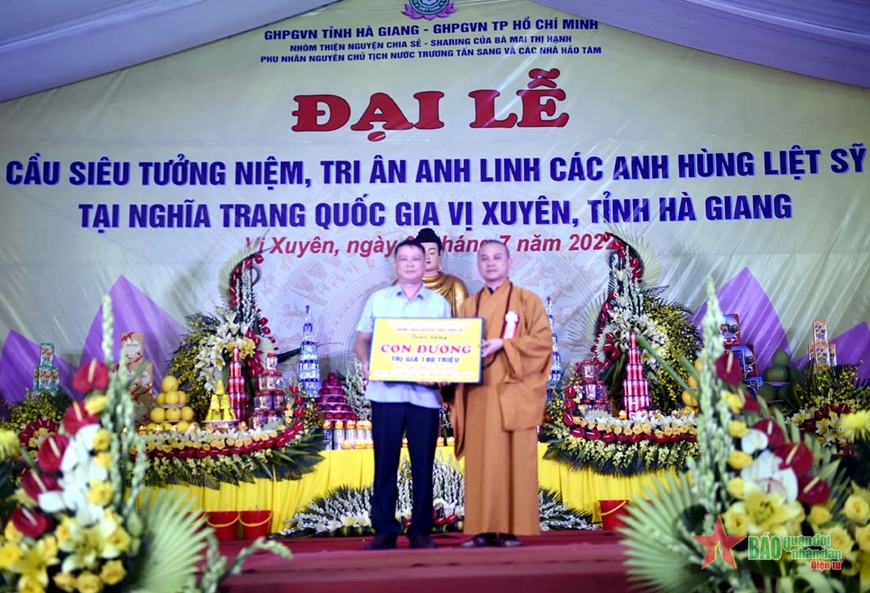 GHPGVN TỈNH HÀ GIANG - GHPGVN TP HỒ CHÍ MINH
NHÓM THIỆN NGUYỆN CHIA SẺ - SHARING CỦA BÀ MAI THỊ HẠNH
PHU NHÂN NGUYÊN CHỦ TỊCH NƯỚC TRƯƠNG TẤN SANG VÀ CÁC NHÀ HẢO TÂM
ĐẠI LỄ
CẦU SIÊU TƯỞNG NIỆM, TRI ÂN ANH LINH CÁC ANH HÙNG LIỆT SỸ
TẠI NGHĨA TRANG QUỐC GIA VỊ XUYÊN, TỈNH HÀ GIANG
Vị Xuyên, ngày tháng 7 năm
Trao tặng
CON ĐƯỜNG
TRỊ GIÁ 180 TRIỆU
BÁO quân đội
nhân dân
Điện tử